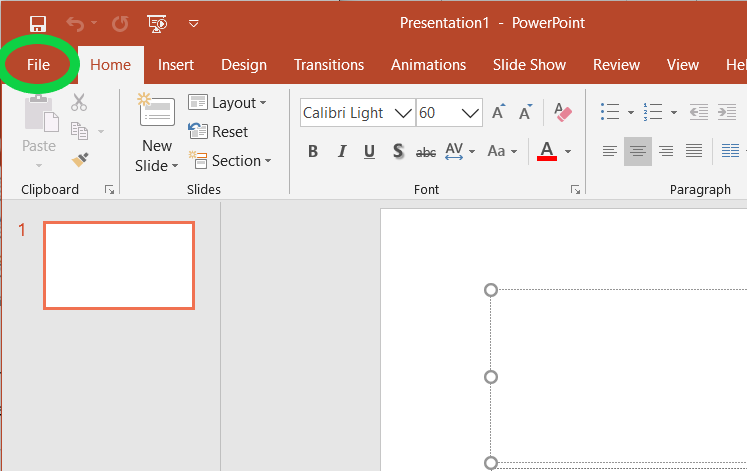 Presentation1 - PowerPoint
File Home Insert Design Transitions Animations Slide Show Review View Hel
Paste
New
Slide
Layout
Reset
Section
Calibri Light 60
B I U S abc AV Aa A
Clipboard Slides Font Paragraph
1